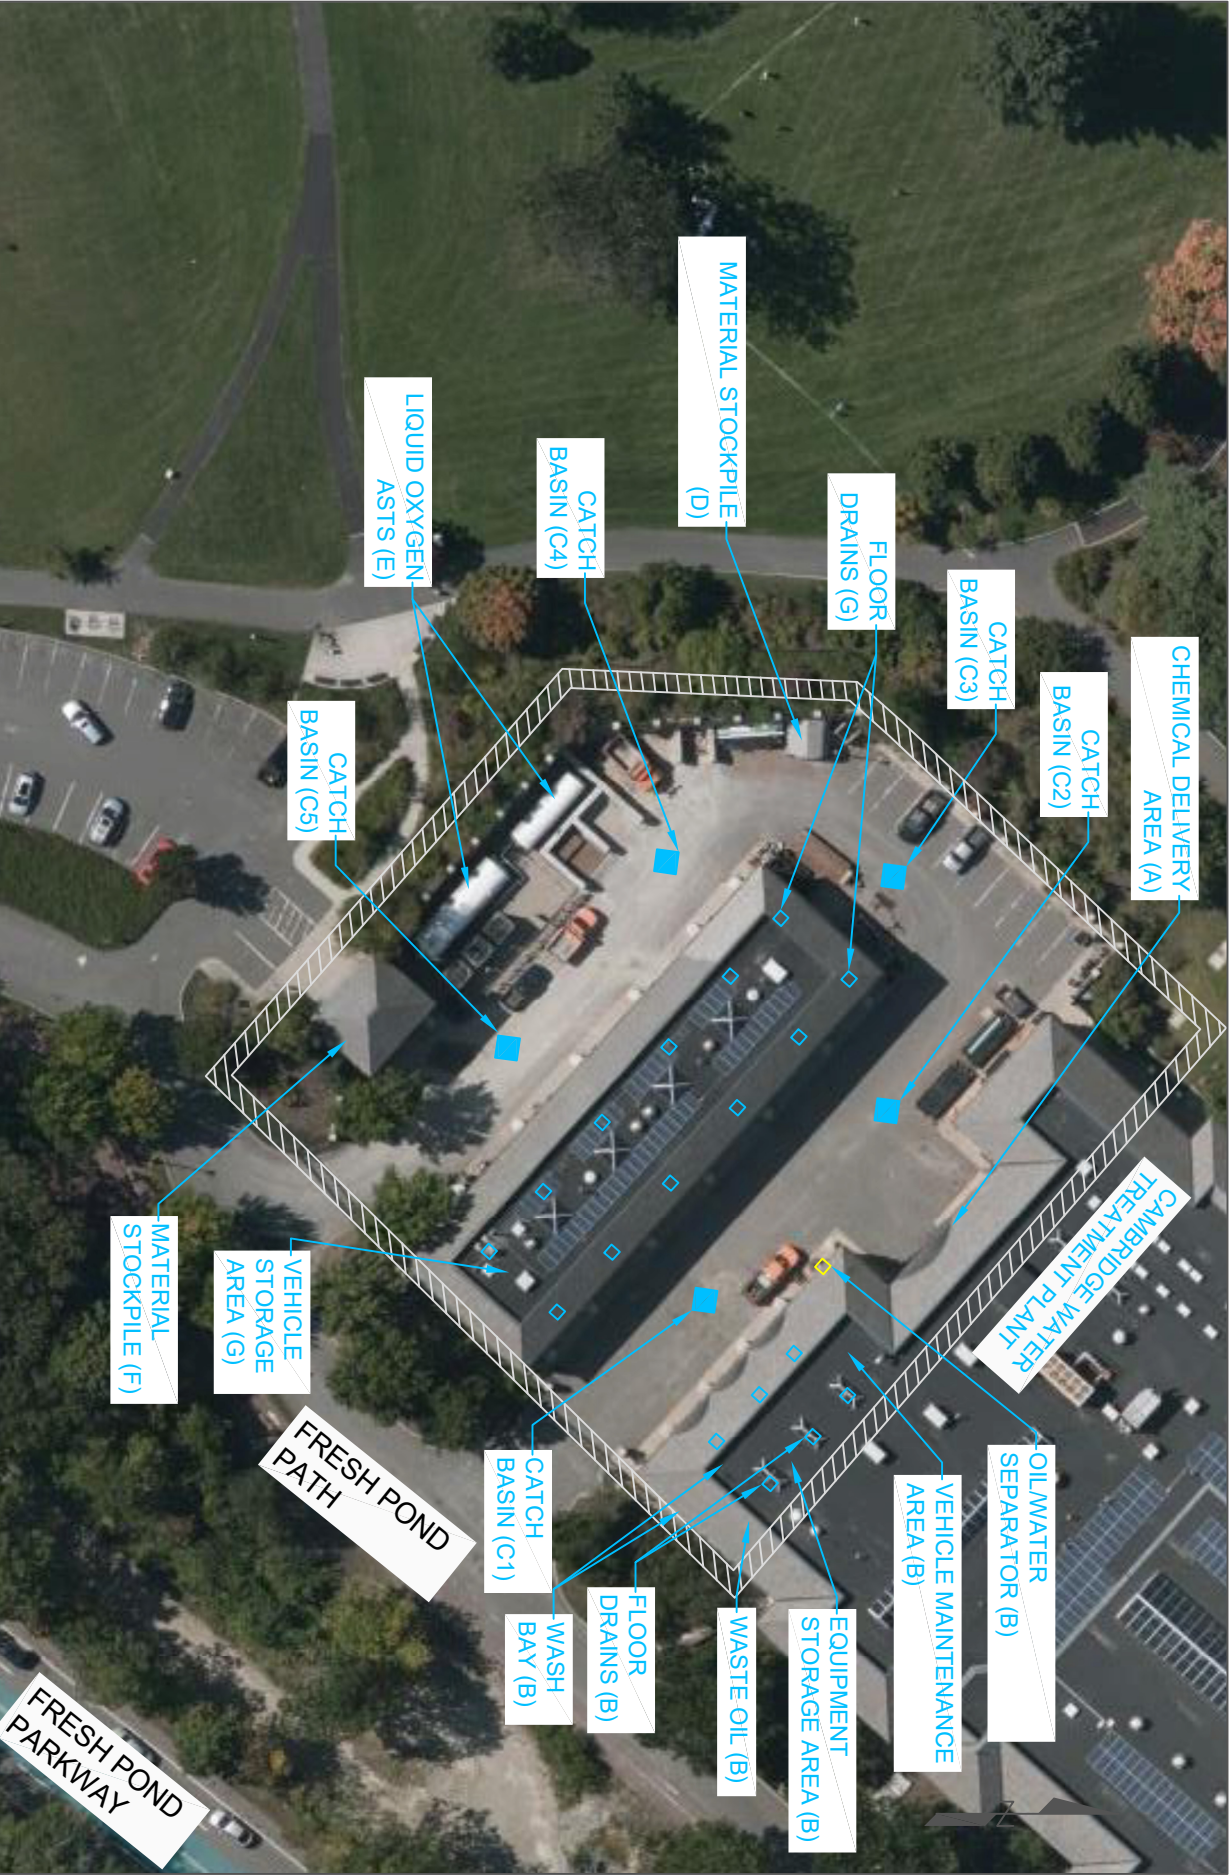 CHEMICAL DELIVERY
AREA (A)
CATCH
BASIN (C2)
CATCH
BASIN (C3)
FLOOR
DRAINS (G)
MATERIAL STOCKPILE
(D)
CATCH
BASIN (C4)
LIQUID OXYGEN
ASTS (E)
CATCH
BASIN (C5)
CAMBRIDGE WATER
TREATMENT PLANT
OIL/WATER
SEPARATOR (B)
VEHICLE MAINTENANCE
AREA (B)
EQUIPMENT
STORAGE AREA (B)
WASTE OIL (B)
FLOOR
DRAINS (B)
WASH
BAY (B)
CATCH
BASIN (C1)
VEHICLE
STORAGE
AREA (G)
MATERIAL
STOCKPILE (F)
FRESH POND
PATH
FRESH POND
PARKWAY